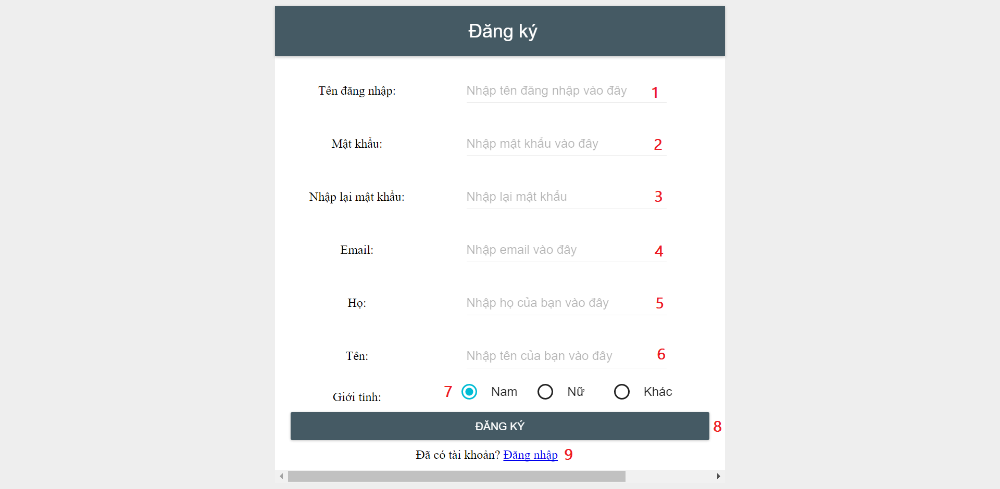 Đăng ký
Tên đăng nhập: Nhập tên đăng nhập vào đây 1
Mật khẩu: Nhập mật khẩu vào đây 2
Nhập lại mật khẩu: Nhập lại mật khẩu 3
Email: Nhập email vào đây 4
Họ: Nhập họ của bạn vào đây 5
Tên: Nhập tên của bạn vào đây 6
Giới tính: 7 Nam Nữ Khác
ĐĂNG KÝ 8
Đã có tài khoản? Đăng nhập 9